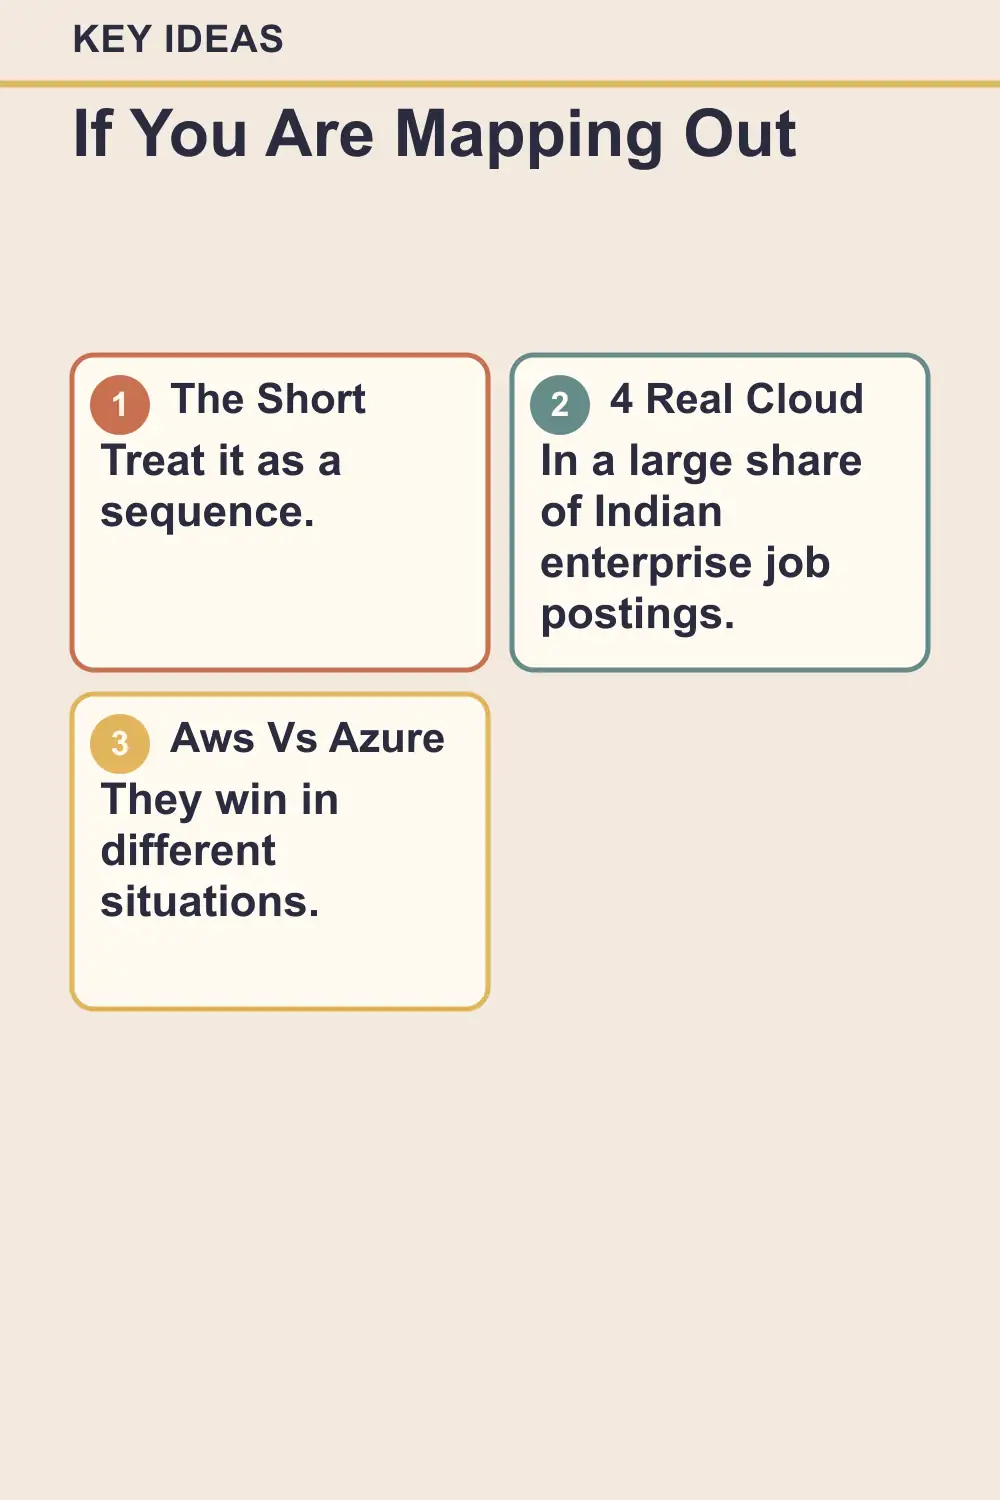 KEY IDEAS
If You Are Mapping Out
1 The Short
Treat it as a
sequence.
2 4 Real Cloud
In a large share
of Indian
enterprise job
postings.
3 Aws Vs Azure
They win in
different
situations.